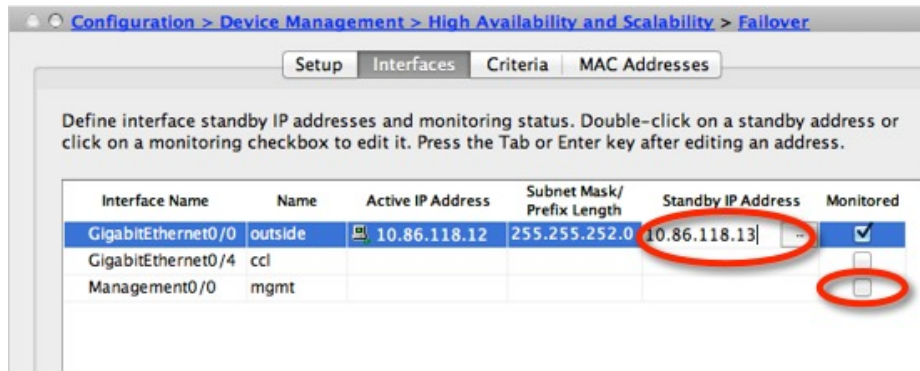 Configuration > Device Management > High Availability and Scalability > Failover
Setup Interfaces Criteria MAC Addresses
Define interface standby IP addresses and monitoring status. Double-click on a standby address or
click on a monitoring checkbox to edit it. Press the Tab or Enter key after editing an address.
Interface Name Name Active IP Address Subnet Mask/ Prefix Length Standby IP Address Monitored
GigabitEthernet0/0 outside 10.86.118.12 255.255.252.0 10.86.118.13 ...
GigabitEthernet0/4 ccl
Management0/0 mgmt